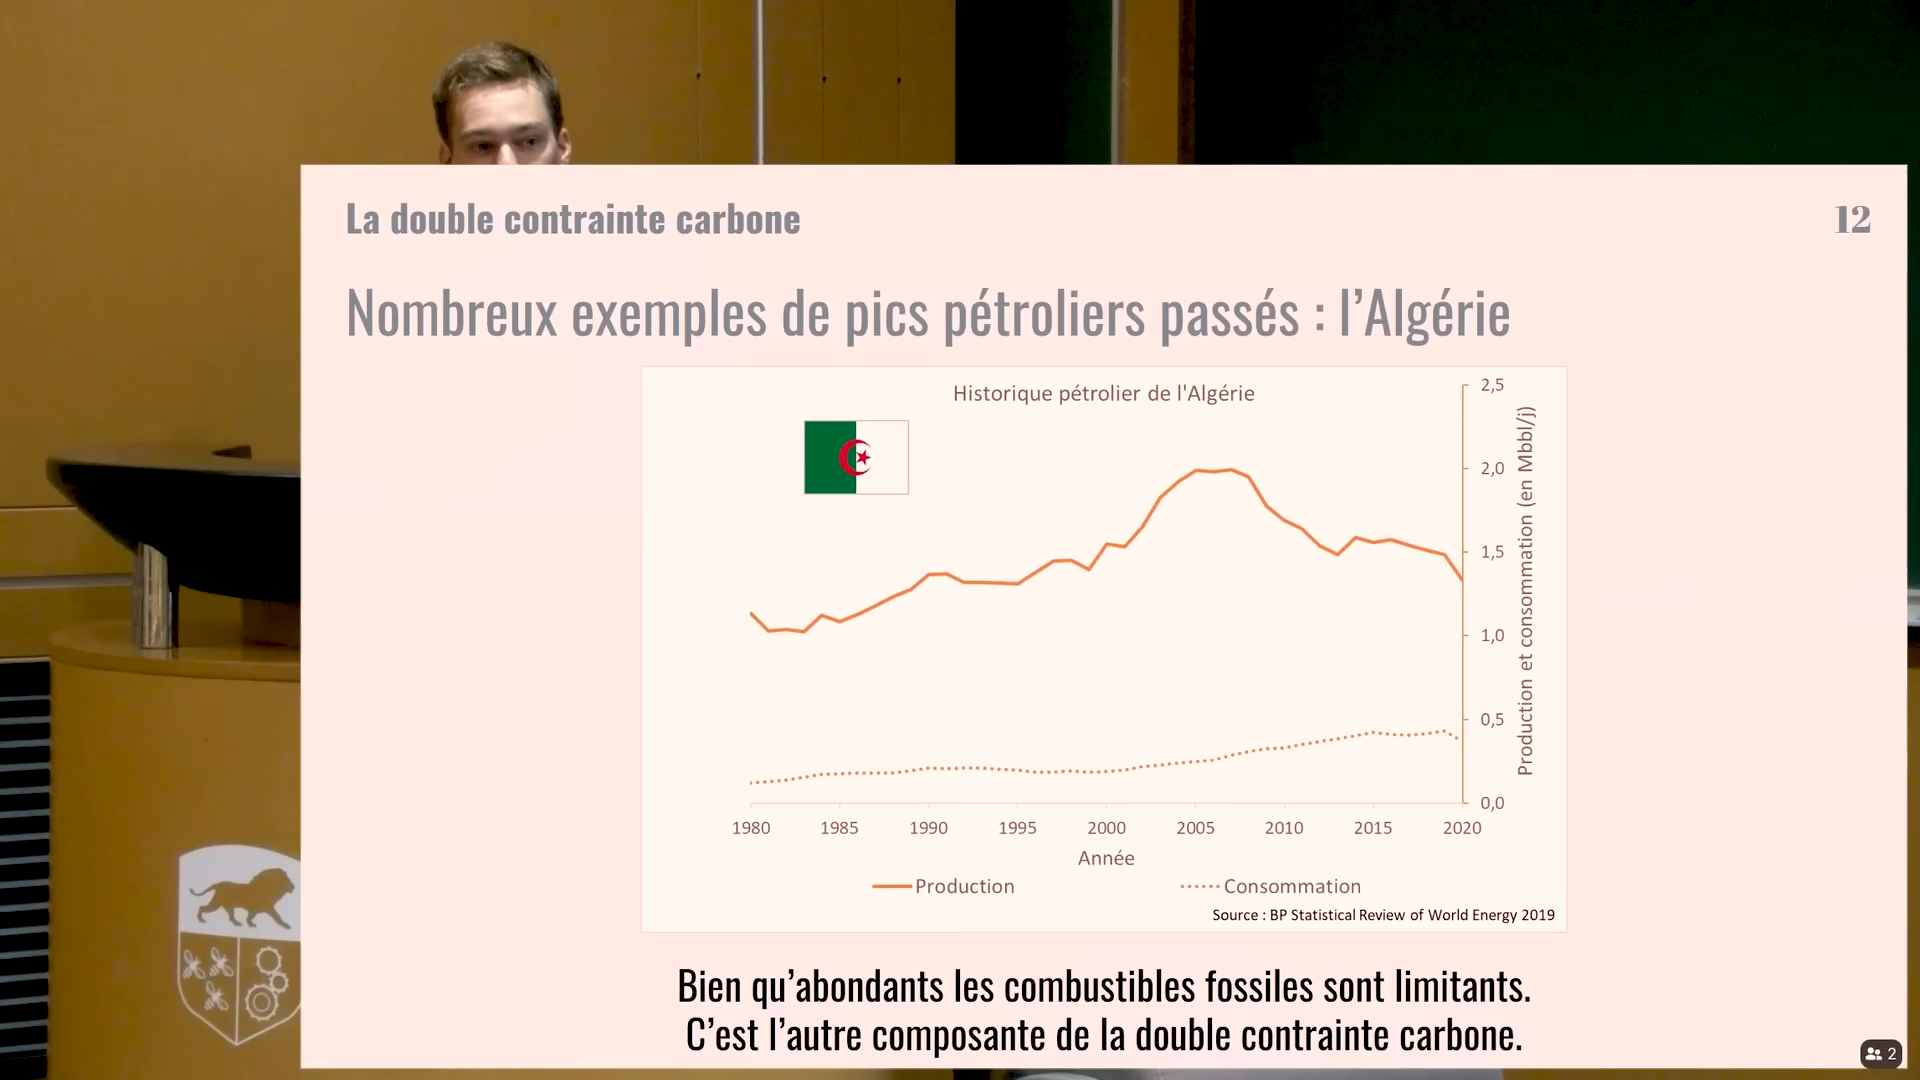 La double contrainte carbone
12
Nombreux exemples de pics pétroliers passés : l’Algérie
Historique pétrolier de l'Algérie
2,5
2,0
1,5
1,0
0,5
0,0
Production et consommation (en Mbbl/j)
1980 1985 1990 1995 2000 2005 2010 2015 2020
Année
Production Consommation
Source : BP Statistical Review of World Energy 2019
Bien qu’abondants les combustibles fossiles sont limitants.
C’est l’autre composante de la double contrainte carbone.
2